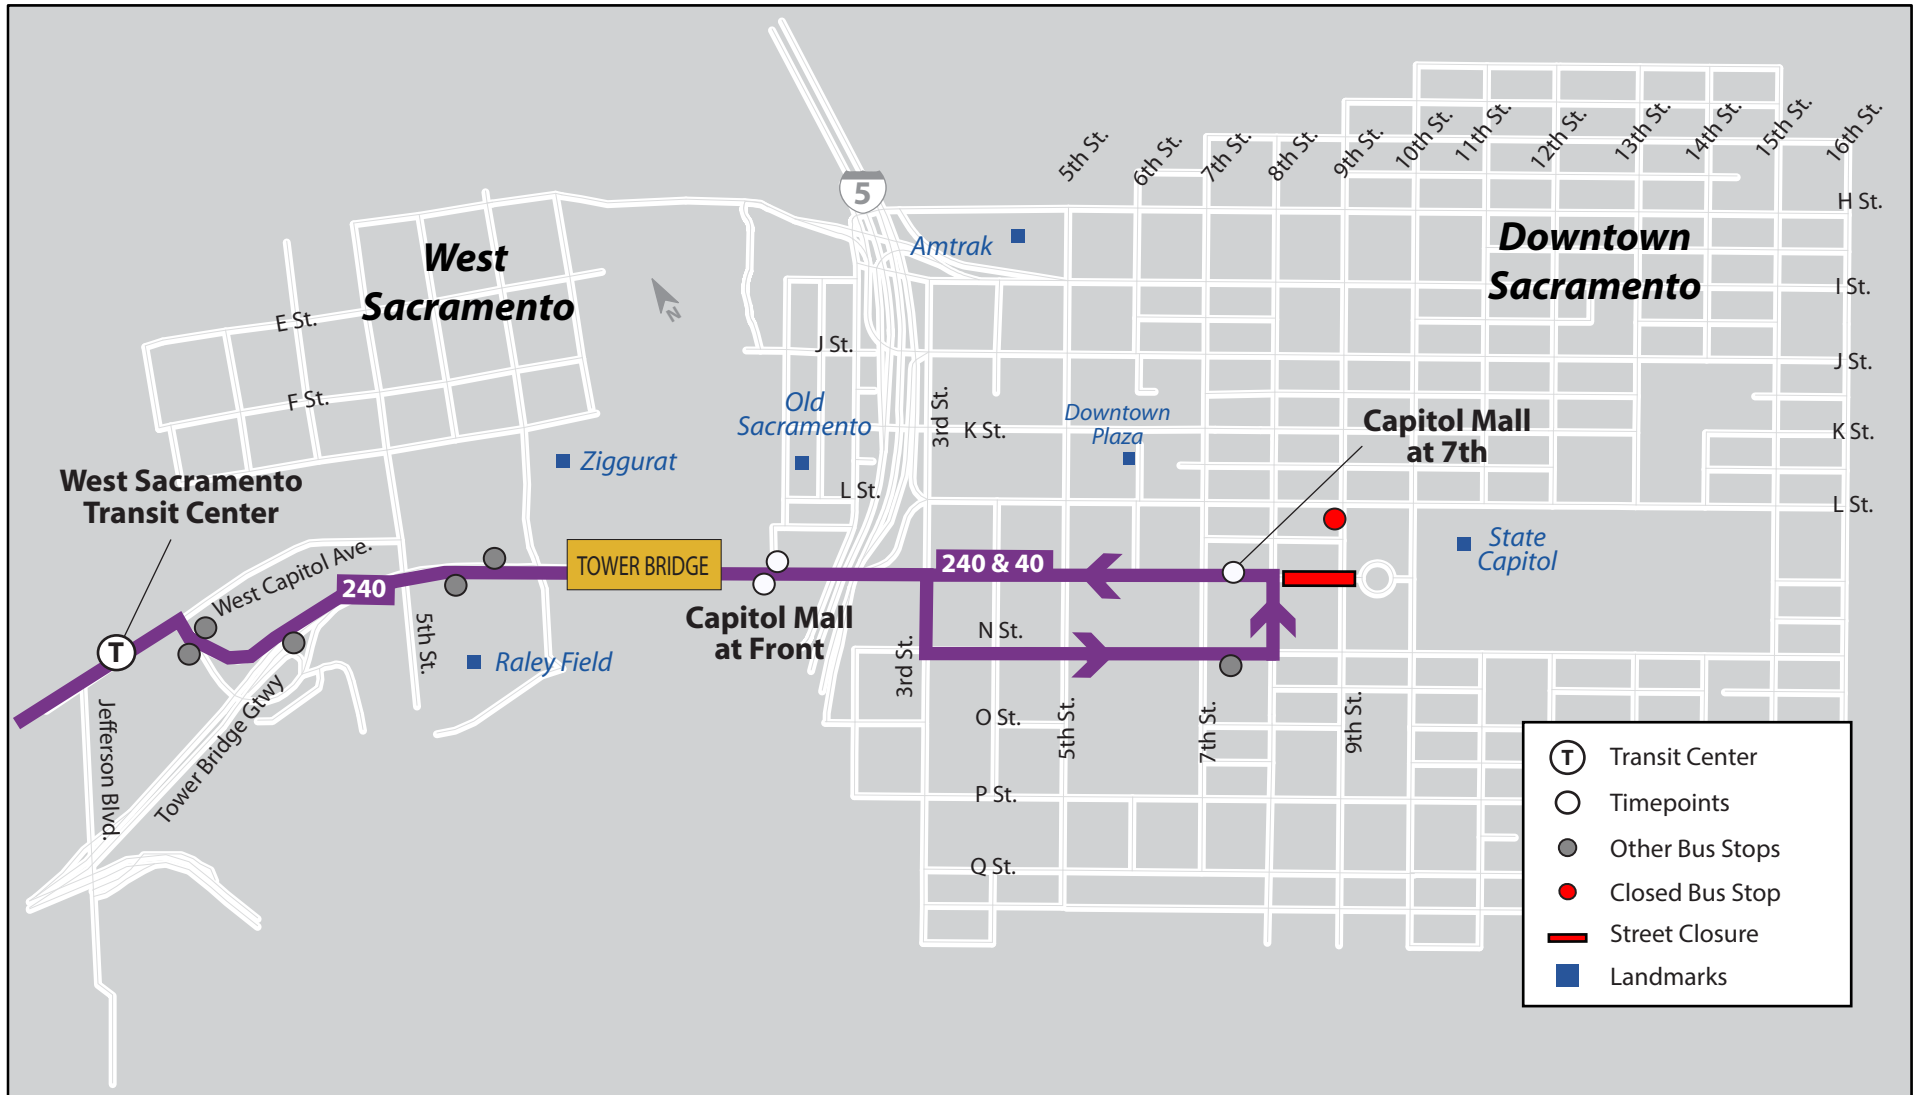 5th St.
6th St.
7th St.
8th St.
9th St.
10th St.
11th St.
12th St.
13th St.
14th St.
15th St.
16th St.
5
H St.
West
Sacramento
Amtrak
Downtown
Sacramento
I St.
N
E St.
J St.
J St.
F St.
Old
Sacramento
3rd St.
K St.
Downtown
Plaza
Capitol Mall
at 7th
K St.
Ziggurat
West Sacramento
Transit Center
L St.
L St.
State
Capitol
West Capitol Ave.
TOWER BRIDGE
240 & 40
240
Capitol Mall
at Front
5th St.
N St.
T
Raley Field
3rd St.
Jefferson Blvd.
Tower Bridge Gtwy
O St.
5th St.
7th St.
9th St.
P St.
Q St.
T Transit Center
Timepoints
Other Bus Stops
Closed Bus Stop
Street Closure
Landmarks